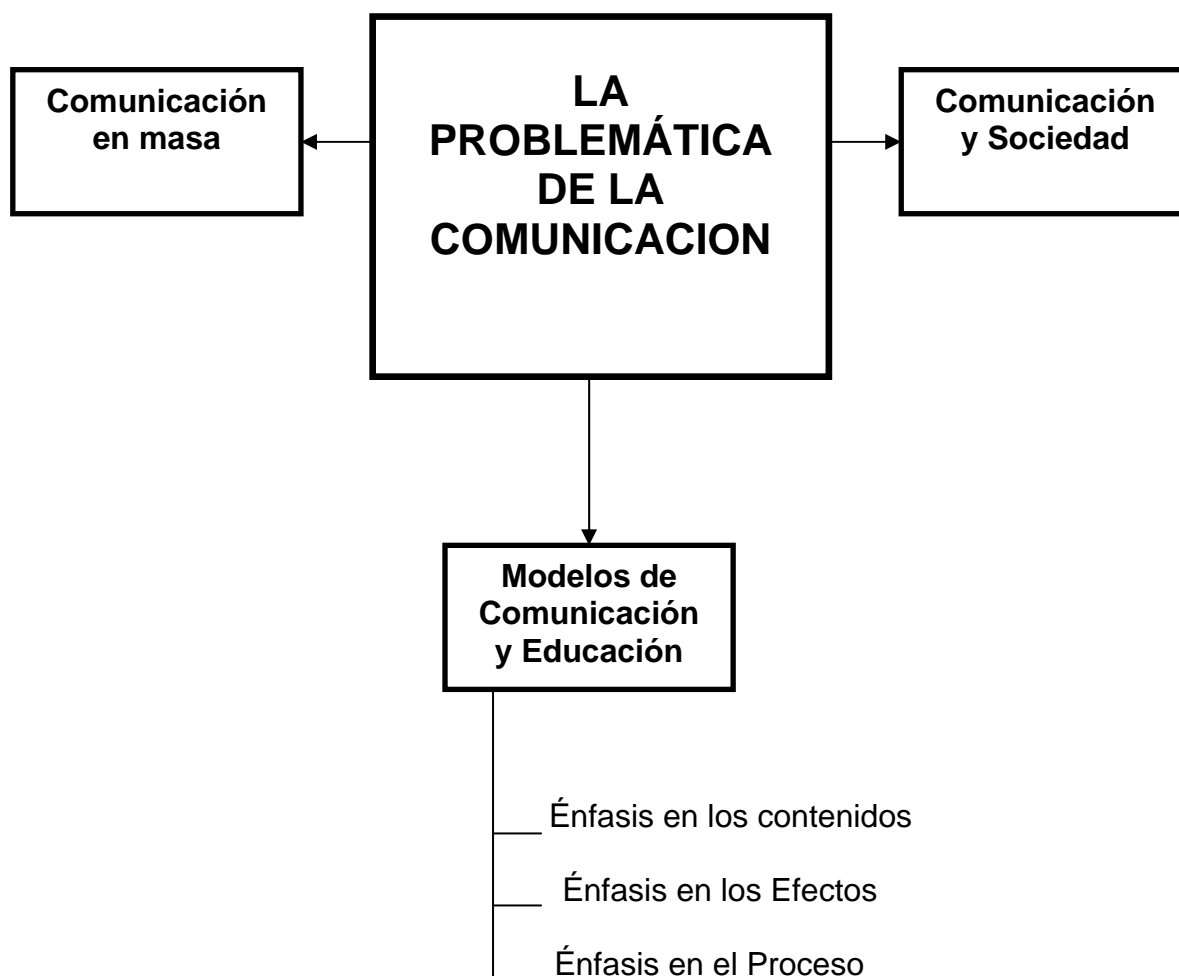 LA
PROBLEMÁTICA
DE LA
COMUNICACION
Comunicación
en masa
Comunicación
y Sociedad
Modelos de
Comunicación
y Educación
Énfasis en los contenidos
Énfasis en los Efectos
Énfasis en el Proceso